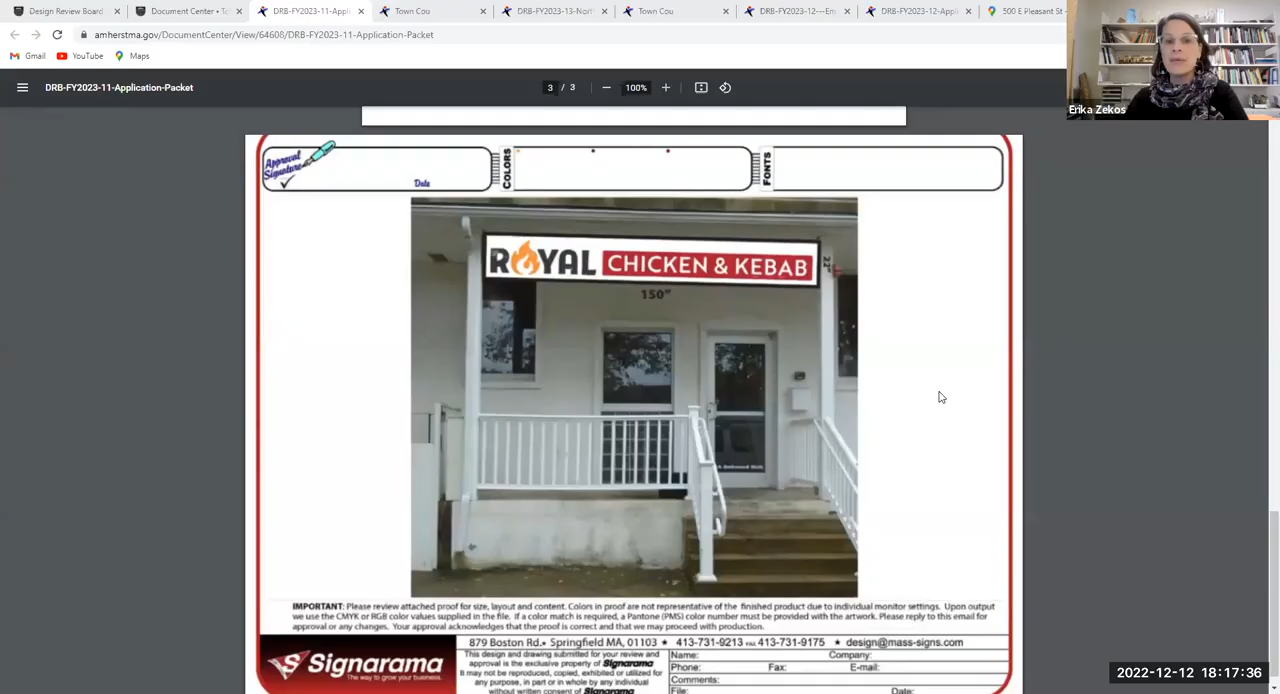 Design Review Board
Document Center • To
DRB-FY2023-11-Appli
Town Cou
DRB-FY2023-13-Nort
Town Cou
DRB-FY2023-12---Em
DRB-FY2023-12-Appli
500 E Pleasant St -
amherstma.gov/DocumentCenter/View/64608/DRB-FY2023-11-Application-Packet
Gmail
YouTube
Maps
Erika Zekos
DRB-FY2023-11-Application-Packet
3 / 3
100%
Approval
Signature
Date
COLORS
FONTS
ROYAL CHICKEN & KEBAB
22"
150"
IMPORTANT: Please review attached proof for size, layout and content. Colors in proof are not representative of the finished product due to individual monitor settings. Upon output
we use the CMYK or RGB color values supplied in the file. If a color match is required, a Pantone (PMS) color number must be provided with the artwork. Please reply to this email for
approval or any changes. Your approval acknowledges that the proof is correct and that we may proceed with production.
879 Boston Rd.• Springfield MA, 01103 ★ 413-731-9213 FAX 413-731-9175 ★ design@mass-signs.com
Signarama
The way to grow your business.
This design and drawing submitted for your review and
approval is the exclusive property of Signarama
It may not be reproduced, copied, exhibited or utilized for
any purpose, in part or in whole by any individual
without written consent of Signarama
Name:
Company:
Phone:
Fax:
E-mail:
Comments:
File:
Date:
2022-12-12 18:17:36